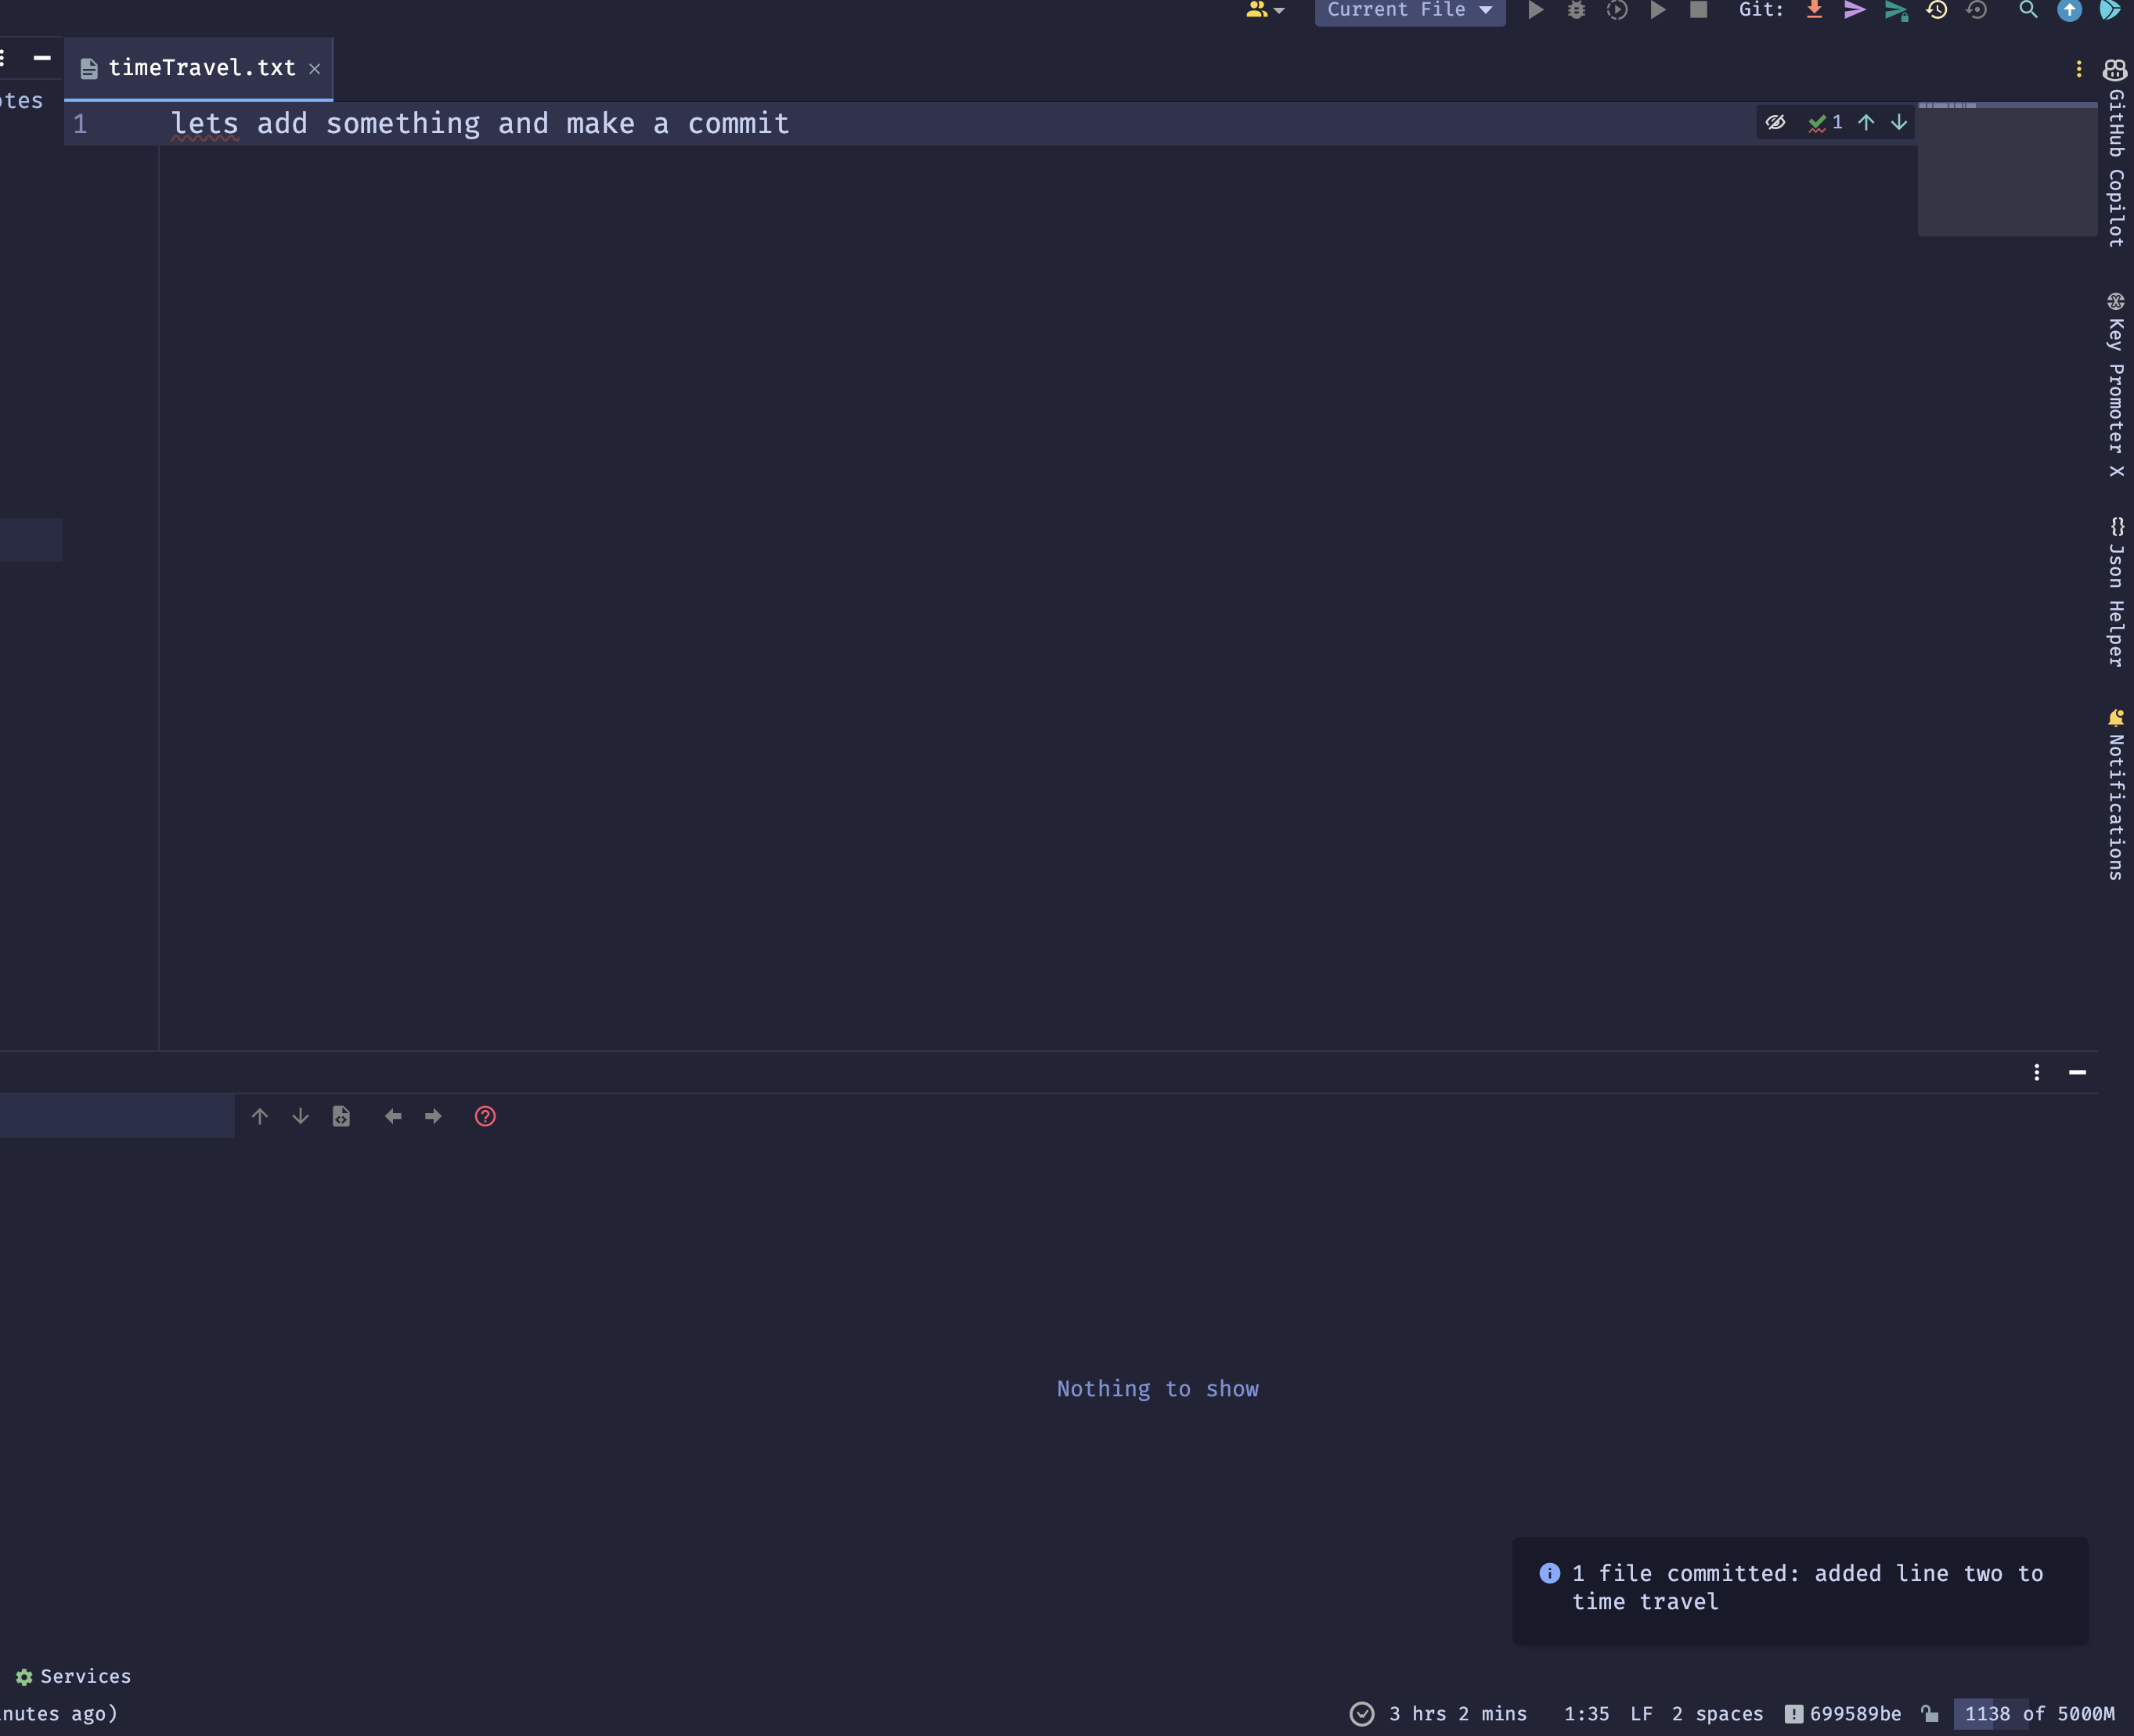 Current File
Git:
timeTravel.txt
otes
1 lets add something and make a commit
1
GitHub Copilot
Key Promoter X
{} Json Helper
Notifications
Nothing to show
1 file committed: added line two to
time travel
Services
nutes ago)
3 hrs 2 mins 1:35 LF 2 spaces 699589be 1138 of 5000M